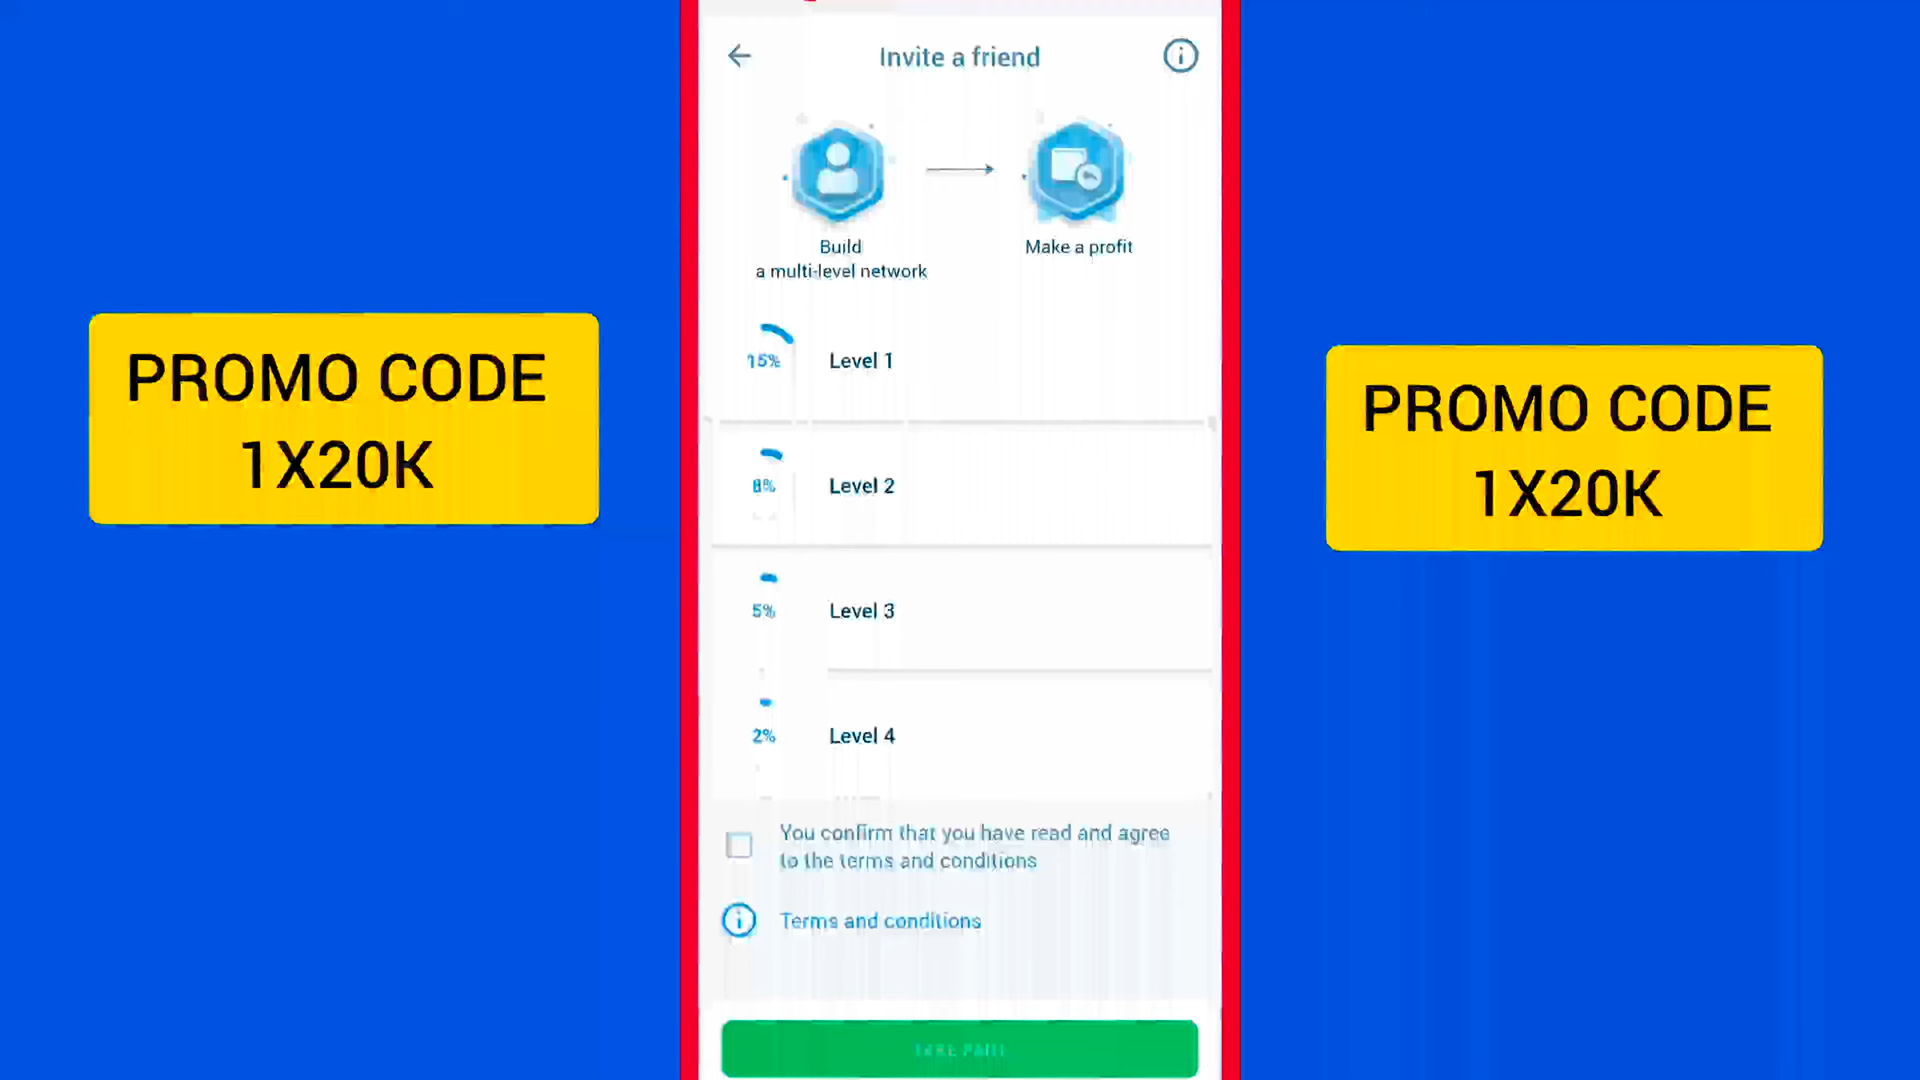 Invite a friend
Build
a multi-level network
Make a profit
PROMO CODE
1X20K
PROMO CODE
1X20K
15%
Level 1
8%
Level 2
5%
Level 3
2%
Level 4
You confirm that you have read and agree
to the terms and conditions
Terms and conditions
TAKE PART